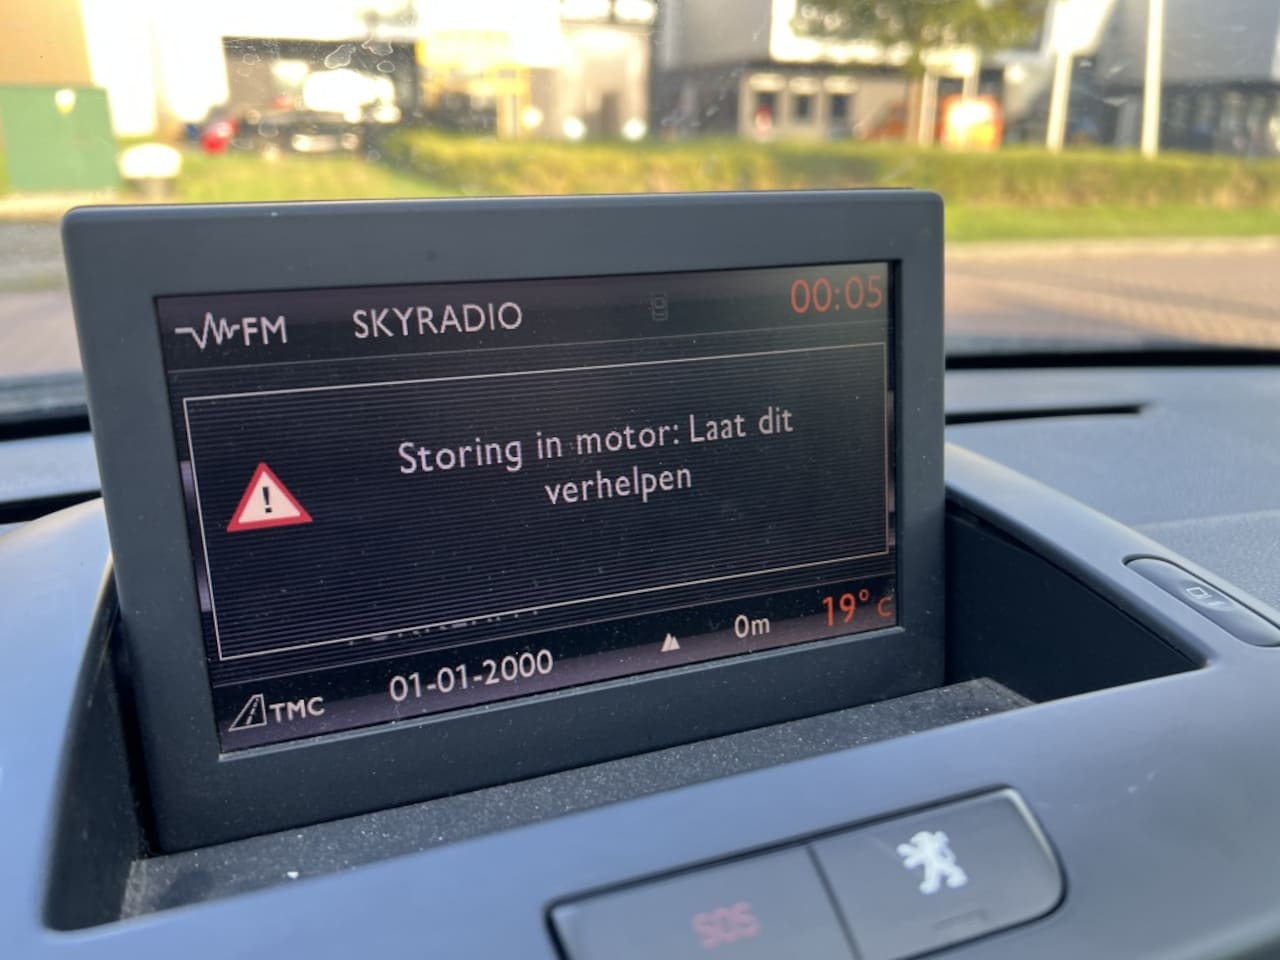 FM SKYRADIO 00:05
Storing in motor: Laat dit
verhelpen
TMC 01-01-2000 0m 19° C
SOS